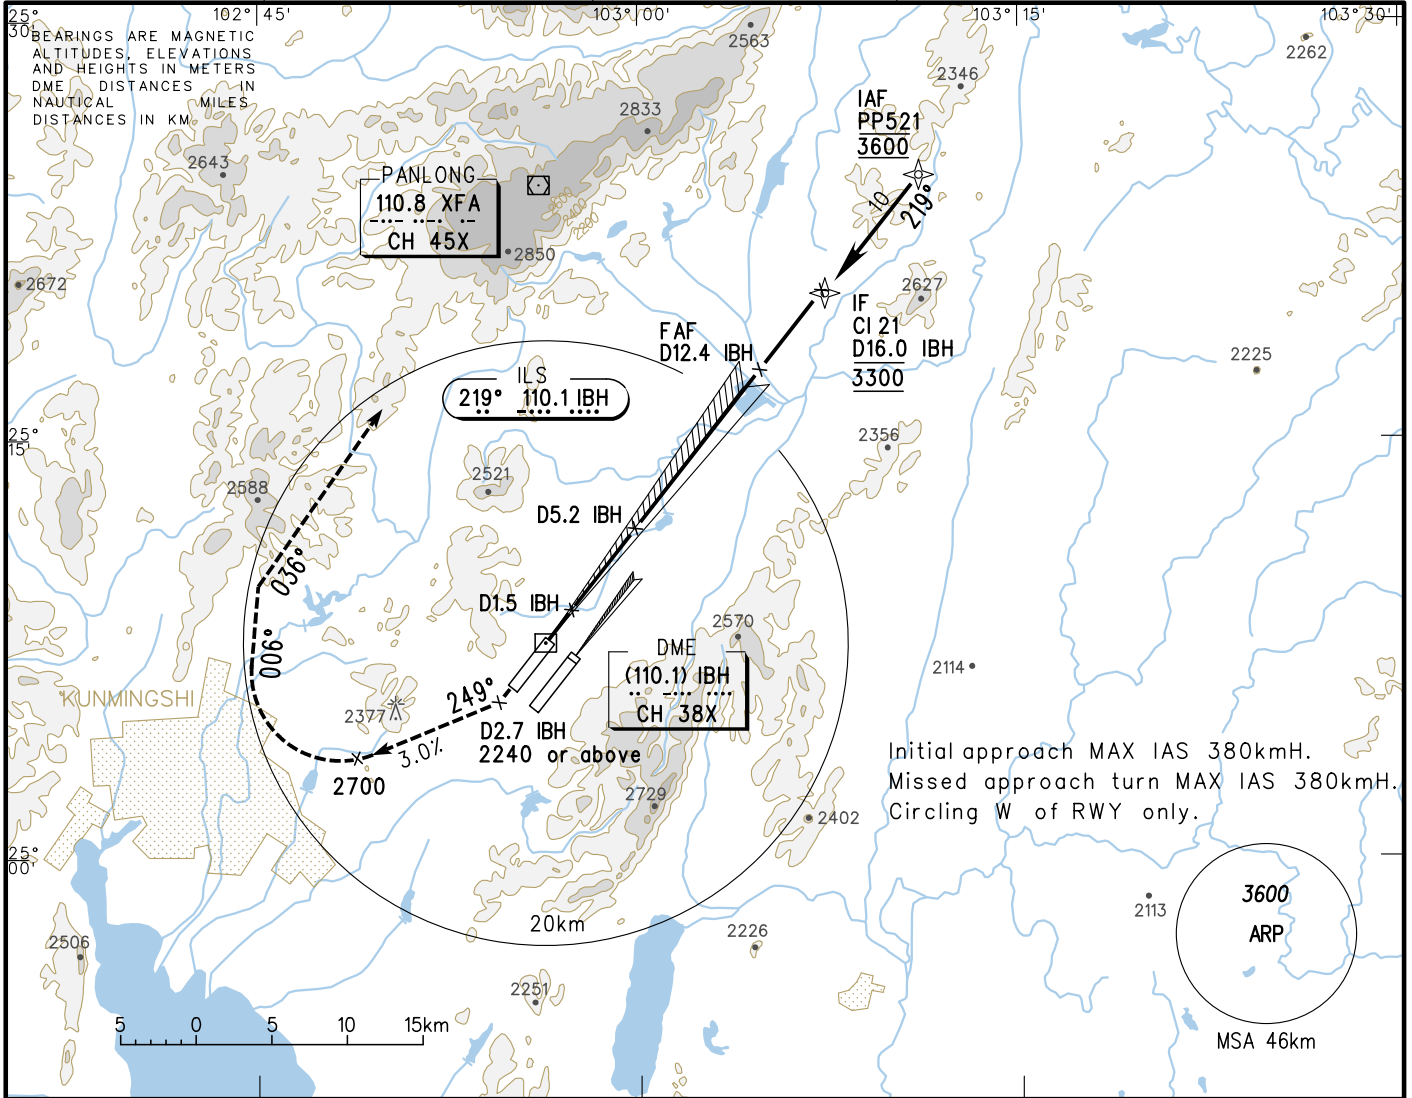 102°45'
103°00'
103°15'
103°30'
25°
30'
BEARINGS ARE MAGNETIC
ALTITUDES, ELEVATIONS
AND HEIGHTS IN METERS
DME DISTANCES IN
NAUTICAL MILES
DISTANCES IN KM
2563
2262
2346
2833
IAF
PP521
3600
2643
PANLONG
110.8 XFA
CH 45X
2600
2400
2200
10
219°
2850
2672
2627
IF
CI 21
D16.0 IBH
3300
FAF
D12.4 IBH
2225
ILS
219° 110.1 IBH
25°
15'
2356
2521
2588
D5.2 IBH
036°
D1.5 IBH
2570
006°
DME
(110.1) IBH
CH 38X
2114
KUNMINGSHI
249°
2377
D2.7 IBH
2240 or above
3.0%
2700
Initial approach MAX IAS 380kmH.
Missed approach turn MAX IAS 380kmH.
Circling W of RWY only.
2729
2402
25°
00'
3600
ARP
2113
20km
2226
2506
2251
5 0 5 10 15km
MSA 46km